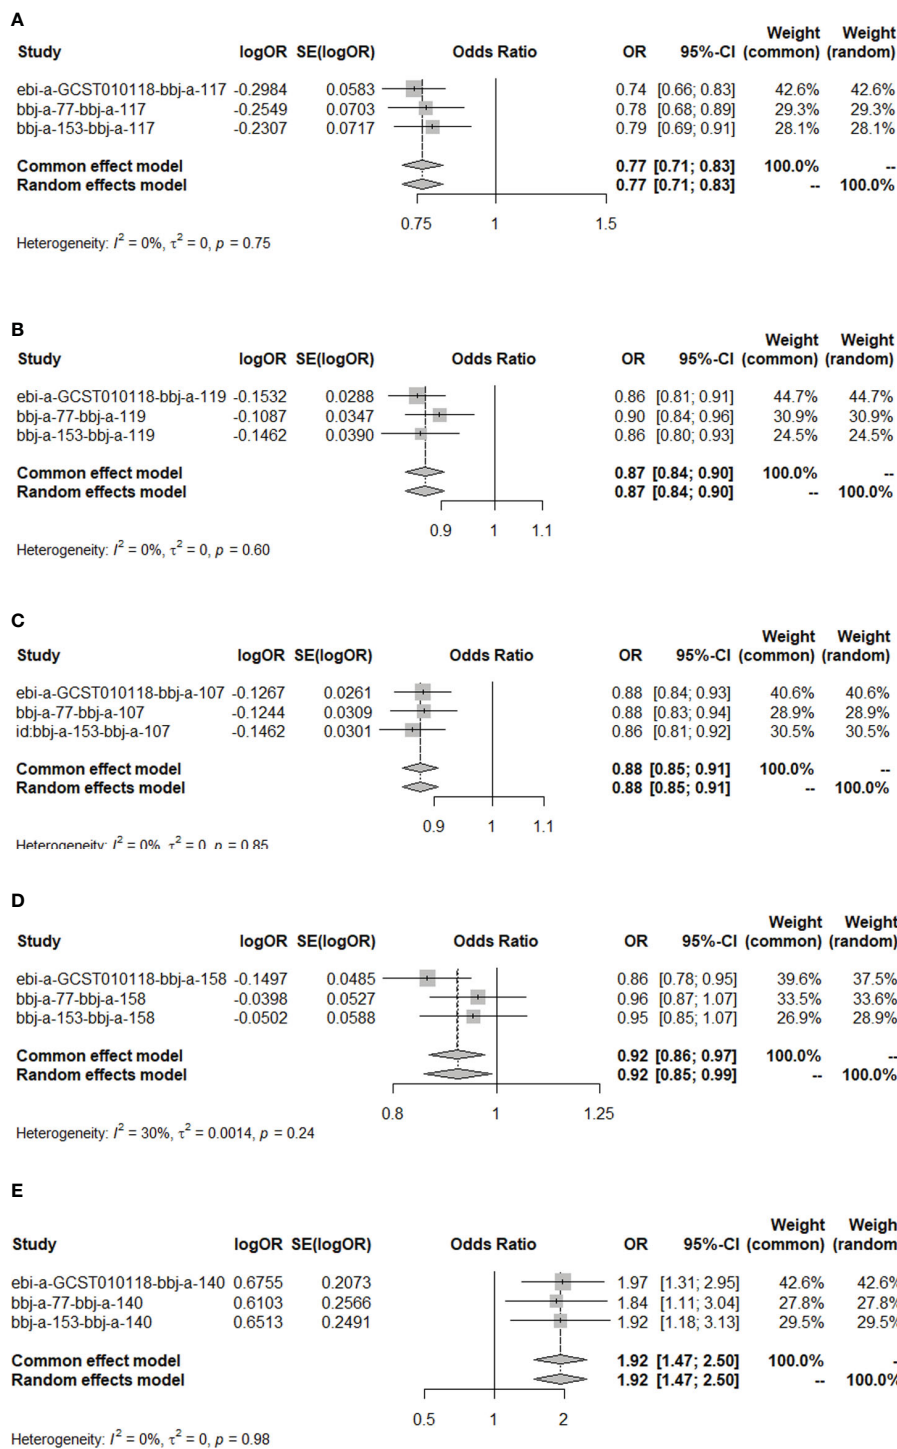 A
Weight Weight
Study logOR SE(logOR) Odds Ratio OR 95%-CI (common) (random)
ebi-a-GCST010118-bbj-a-117 -0.2984 0.0583 0.74 [0.66; 0.83] 42.6% 42.6%
bbj-a-77-bbj-a-117 -0.2549 0.0703 0.78 [0.68; 0.89] 29.3% 29.3%
bbj-a-153-bbj-a-117 -0.2307 0.0717 0.79 [0.69; 0.91] 28.1% 28.1%
Common effect model 0.77 [0.71; 0.83] 100.0% --
Random effects model 0.77 [0.71; 0.83] -- 100.0%
0.75 1 1.5
Heterogeneity: I² = 0%, τ² = 0, p = 0.75
B
Weight Weight
Study logOR SE(logOR) Odds Ratio OR 95%-CI (common) (random)
ebi-a-GCST010118-bbj-a-119 -0.1532 0.0288 0.86 [0.81; 0.91] 44.7% 44.7%
bbj-a-77-bbj-a-119 -0.1087 0.0347 0.90 [0.84; 0.96] 30.9% 30.9%
bbj-a-153-bbj-a-119 -0.1462 0.0390 0.86 [0.80; 0.93] 24.5% 24.5%
Common effect model 0.87 [0.84; 0.90] 100.0% --
Random effects model 0.87 [0.84; 0.90] -- 100.0%
0.9 1 1.1
Heterogeneity: I² = 0%, τ² = 0, p = 0.60
C
Weight Weight
Study logOR SE(logOR) Odds Ratio OR 95%-CI (common) (random)
ebi-a-GCST010118-bbj-a-107 -0.1267 0.0261 0.88 [0.84; 0.93] 40.6% 40.6%
bbj-a-77-bbj-a-107 -0.1244 0.0309 0.88 [0.83; 0.94] 28.9% 28.9%
id:bbj-a-153-bbj-a-107 -0.1462 0.0301 0.86 [0.81; 0.92] 30.5% 30.5%
Common effect model 0.88 [0.85; 0.91] 100.0% --
Random effects model 0.88 [0.85; 0.91] -- 100.0%
0.9 1 1.1
Heterogeneity: I² = 0%, τ² = 0, p = 0.85
D
Weight Weight
Study logOR SE(logOR) Odds Ratio OR 95%-CI (common) (random)
ebi-a-GCST010118-bbj-a-158 -0.1497 0.0485 0.86 [0.78; 0.95] 39.6% 37.5%
bbj-a-77-bbj-a-158 -0.0398 0.0527 0.96 [0.87; 1.07] 33.5% 33.6%
bbj-a-153-bbj-a-158 -0.0502 0.0588 0.95 [0.85; 1.07] 26.9% 28.9%
Common effect model 0.92 [0.86; 0.97] 100.0% --
Random effects model 0.92 [0.85; 0.99] -- 100.0%
0.8 1 1.25
Heterogeneity: I² = 30%, τ² = 0.0014, p = 0.24
E
Weight Weigh
Study logOR SE(logOR) Odds Ratio OR 95%-CI (common) (random
ebi-a-GCST010118-bbj-a-140 0.6755 0.2073 1.97 [1.31; 2.95] 42.6% 42.6%
bbj-a-77-bbj-a-140 0.6103 0.2566 1.84 [1.11; 3.04] 27.8% 27.8%
bbj-a-153-bbj-a-140 0.6513 0.2491 1.92 [1.18; 3.13] 29.5% 29.5%
Common effect model 1.92 [1.47; 2.50] 100.0% -
Random effects model 1.92 [1.47; 2.50] -- 100.0%
0.5 1 2
Heterogeneity: I² = 0%, τ² = 0, p = 0.98